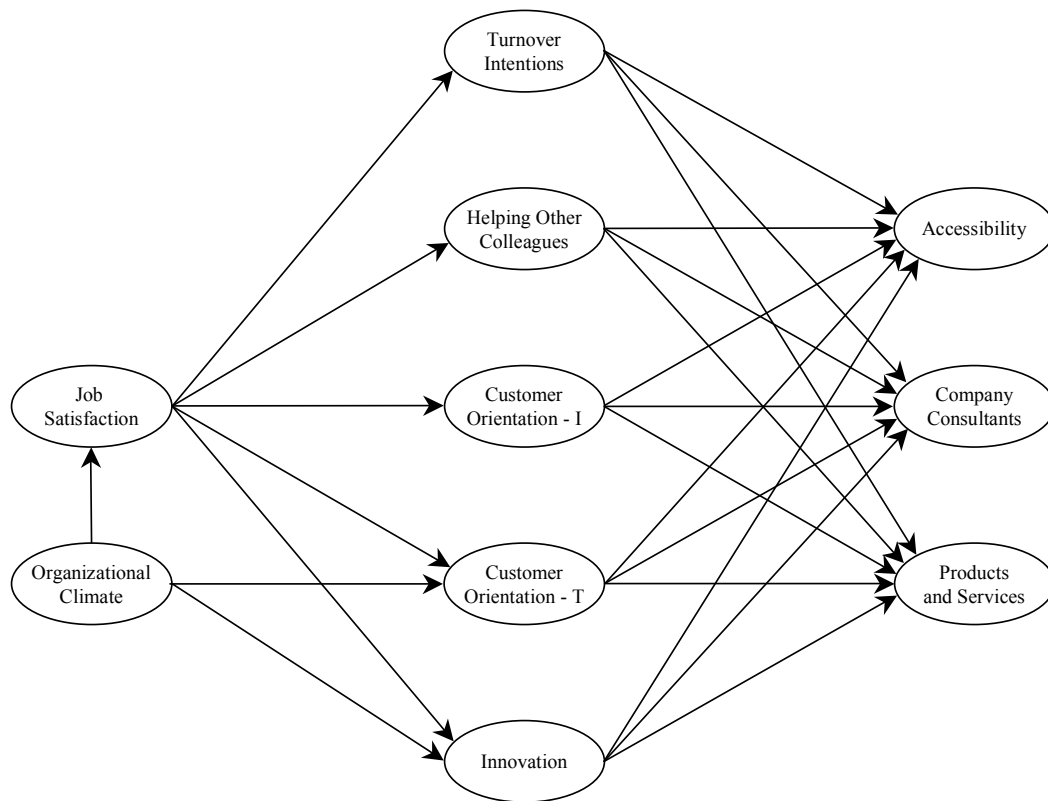 Turnover
Intentions
Helping Other
Colleagues
Accessibility
Job
Satisfaction
Customer
Orientation - I
Company
Consultants
Organizational
Climate
Customer
Orientation - T
Products
and Services
Innovation